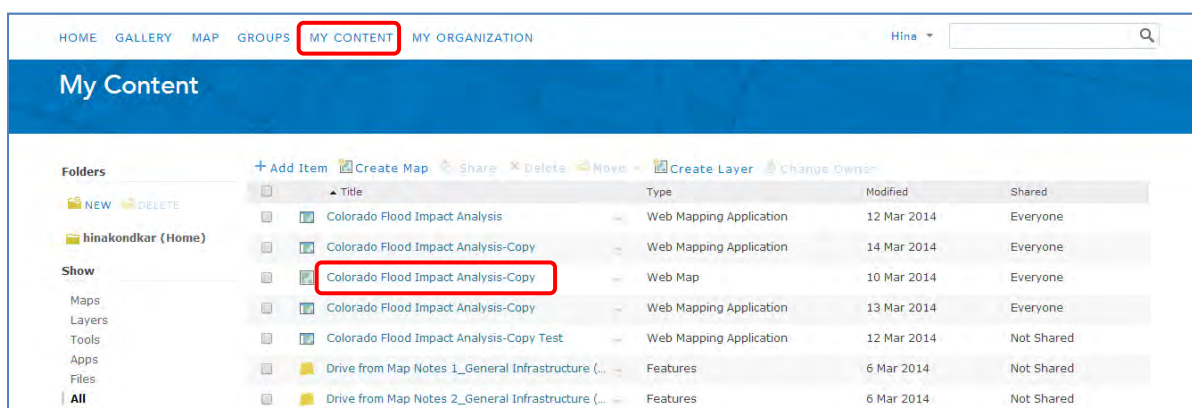 HOME GALLERY MAP GROUPS MY CONTENT MY ORGANIZATION Hina
My Content
Folders
NEW DELETE
hinakondkar (Home)
Show
Maps
Layers
Tools
Apps
Files
All
+ Add Item Create Map Share × Delete Move Create Layer Change Owner
Title Type Modified Shared
Colorado Flood Impact Analysis ... Web Mapping Application 12 Mar 2014 Everyone
Colorado Flood Impact Analysis-Copy ... Web Mapping Application 14 Mar 2014 Everyone
Colorado Flood Impact Analysis-Copy ... Web Map 10 Mar 2014 Everyone
Colorado Flood Impact Analysis-Copy ... Web Mapping Application 13 Mar 2014 Everyone
Colorado Flood Impact Analysis-Copy Test ... Web Mapping Application 12 Mar 2014 Not Shared
Drive from Map Notes 1_General Infrastructure (... ... Features 6 Mar 2014 Not Shared
Drive from Map Notes 2_General Infrastructure (... ... Features 6 Mar 2014 Not Shared